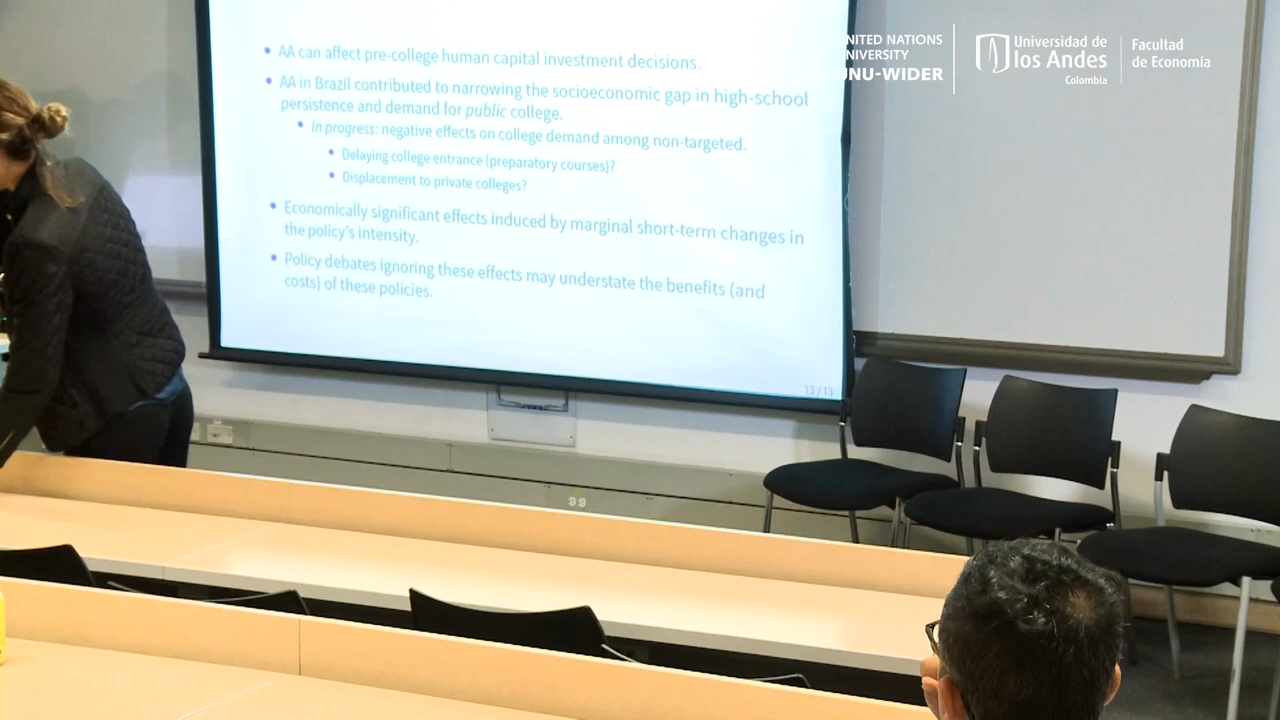 AA can affect pre-college human capital investment decisions.
AA in Brazil contributed to narrowing the socioeconomic gap in high-school
persistence and demand for public college.
In progress: negative effects on college demand among non-targeted.
Delaying college entrance (preparatory courses)?
Displacement to private colleges?
Economically significant effects induced by marginal short-term changes in
the policy's intensity.
Policy debates ignoring these effects may understate the benefits (and
costs) of these policies.
13 / 13
UNITED NATIONS
UNIVERSITY
UNU-WIDER
Universidad de
los Andes
Colombia
Facultad
de Economía